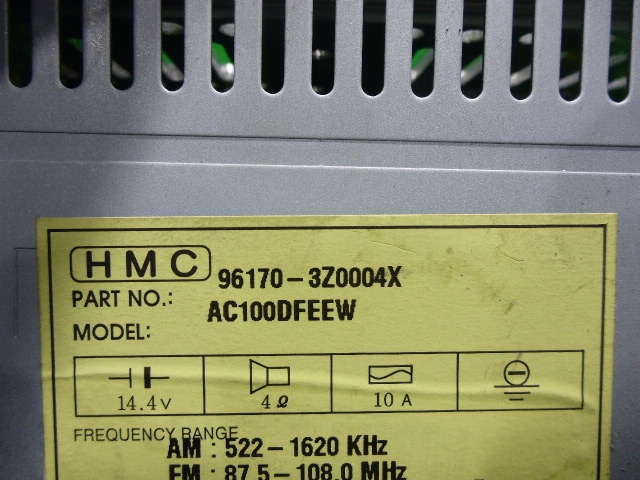 HMC
PART NO.: 96170-3Z0004X
MODEL: AC100DFEEW
14.4V 4Ω 10 A
FREQUENCY RANGE
AM : 522-1620 KHz
FM : 87.5-108.0 MHz